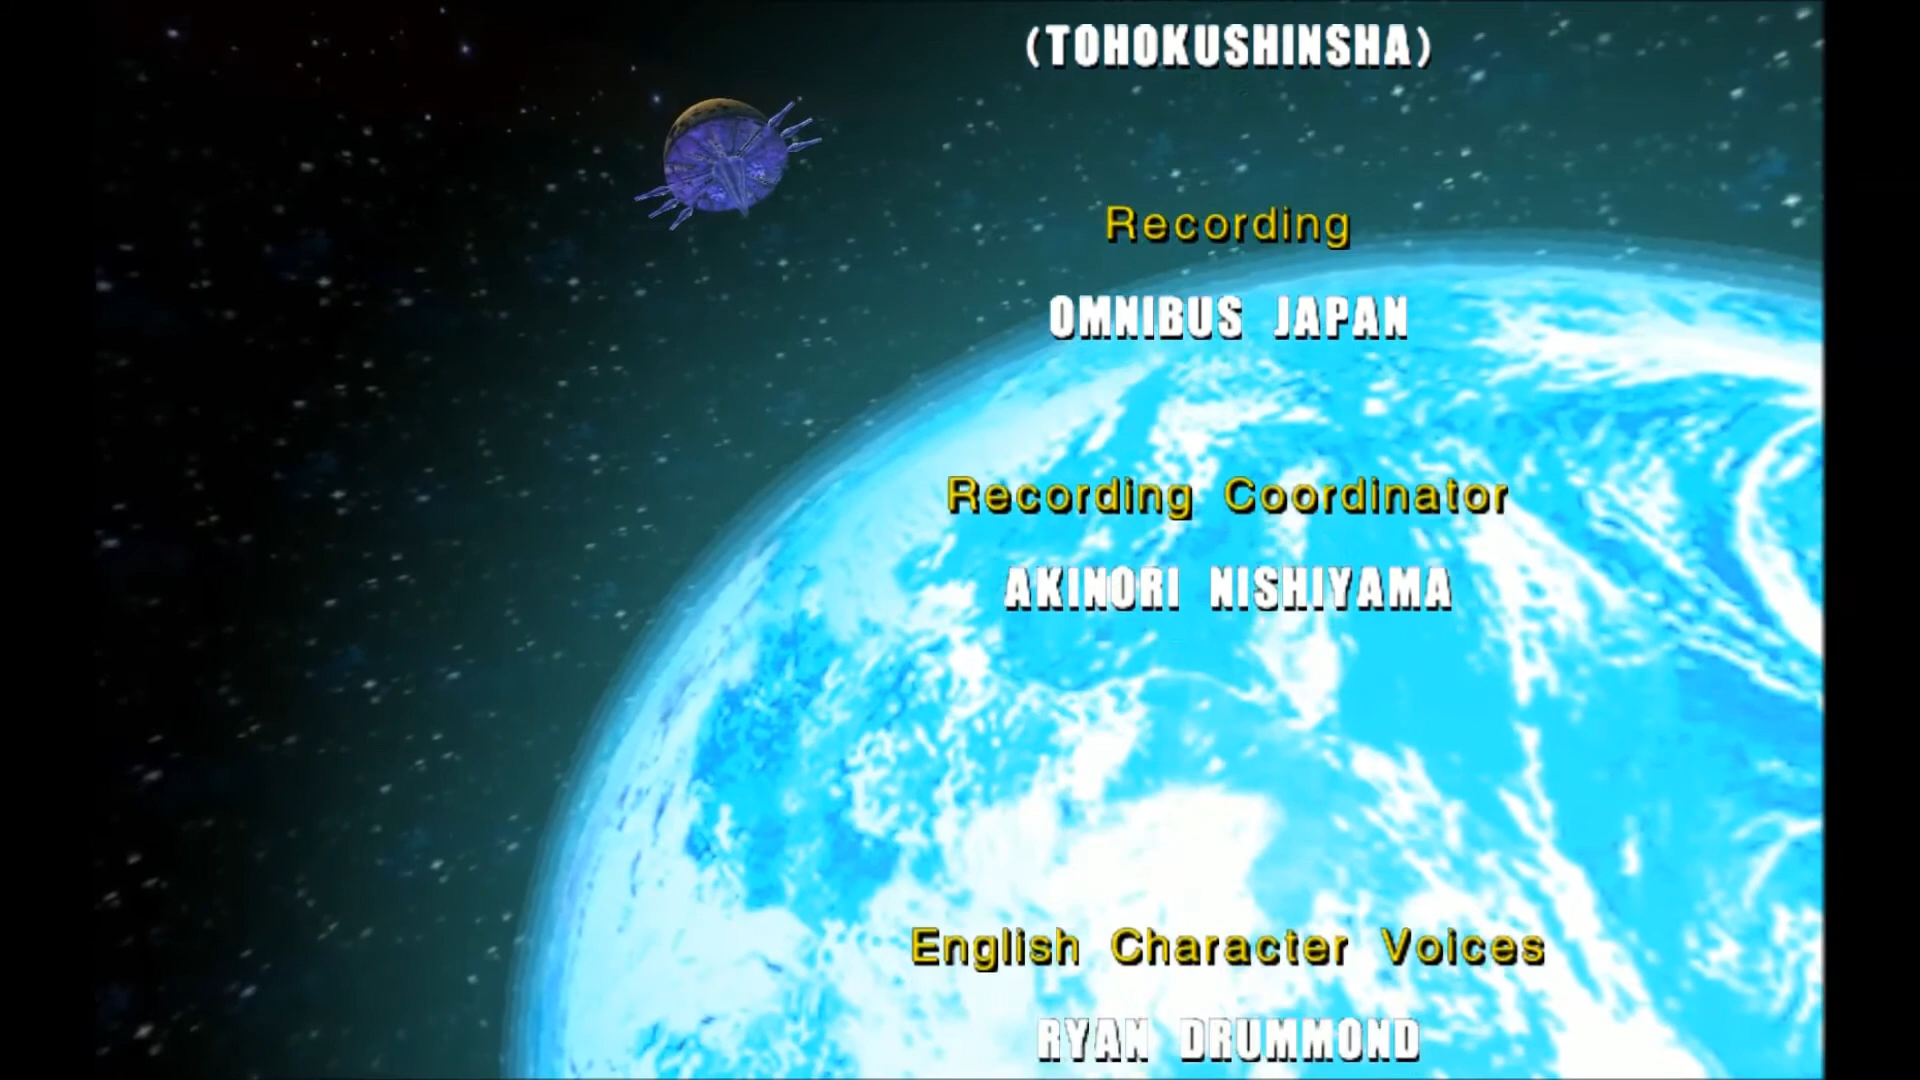 (TOHOKUSHINSHA)
Recording
OMNIBUS JAPAN
Recording Coordinator
AKINORI NISHIYAMA
English Character Voices
RYAN DRUMMOND